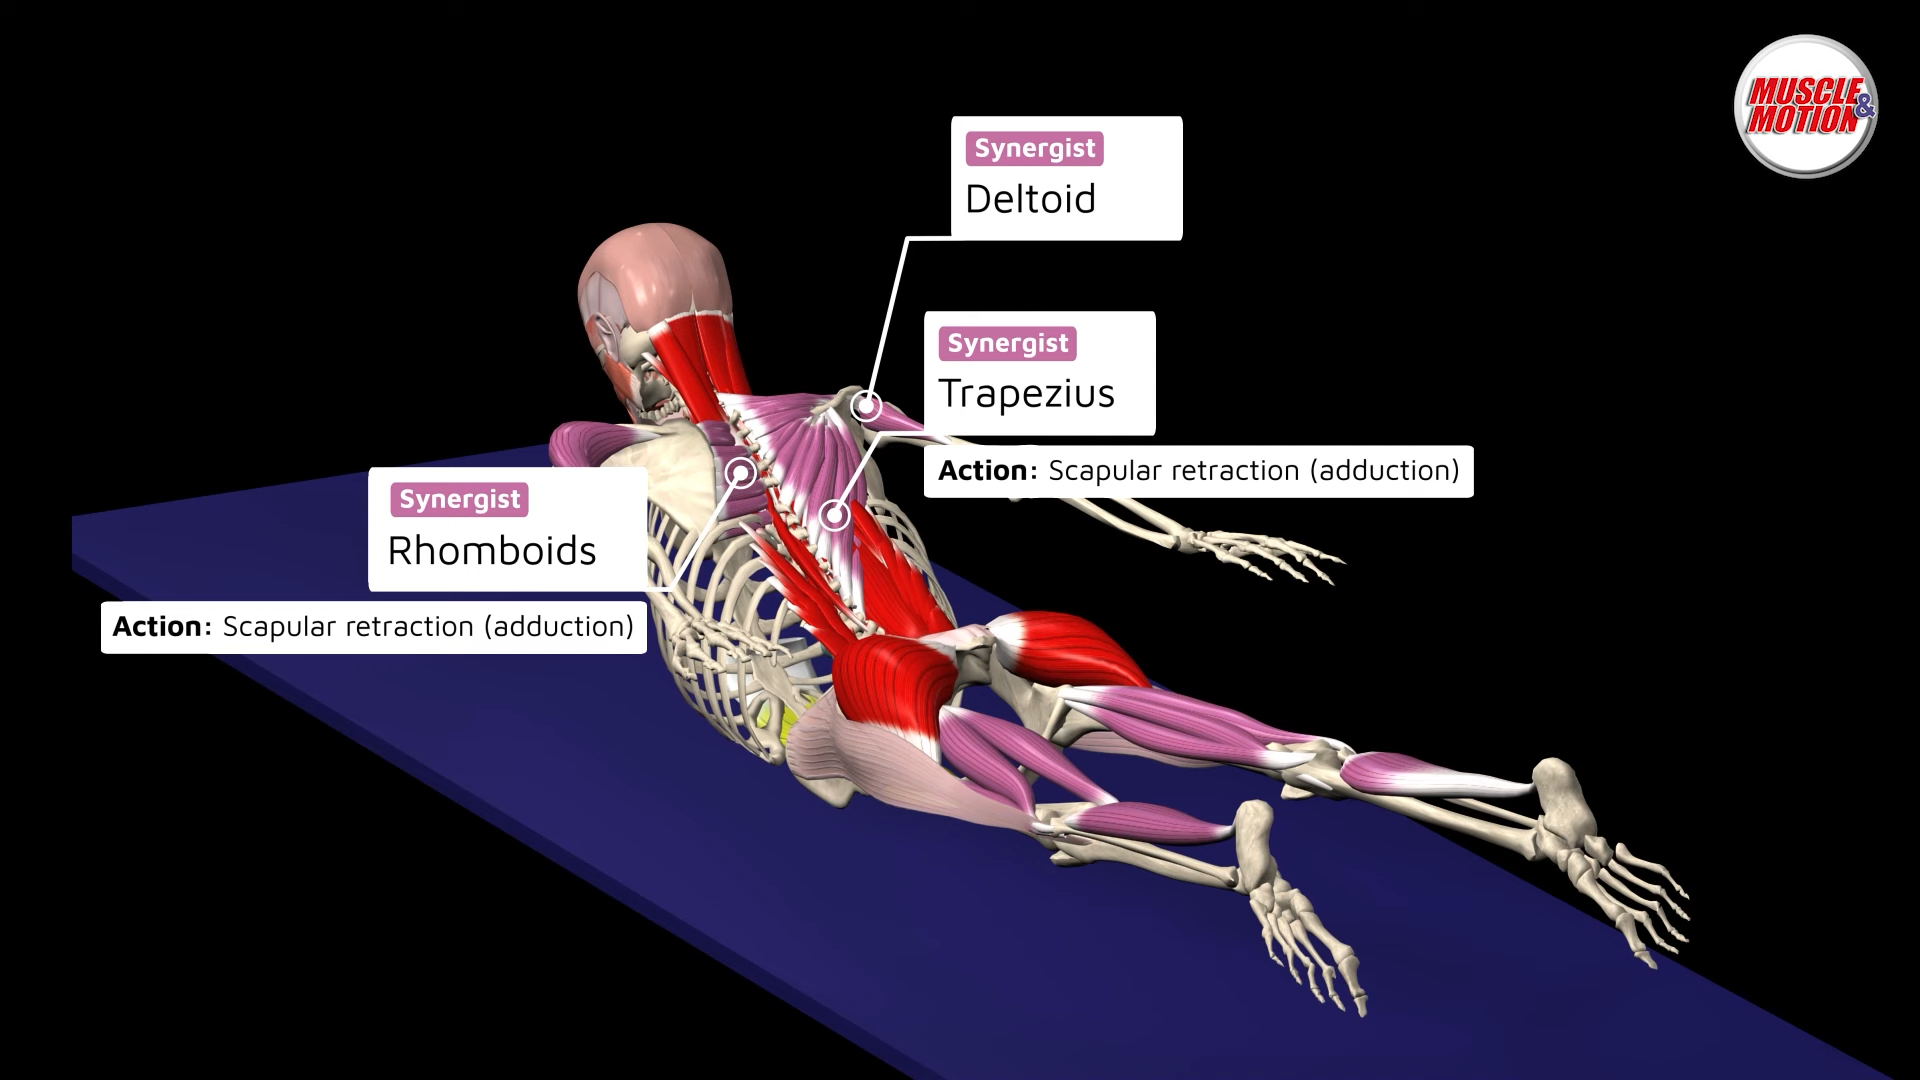 MUSCLE &
MOTION
Synergist
Deltoid
Synergist
Trapezius
Action: Scapular retraction (adduction)
Synergist
Rhomboids
Action: Scapular retraction (adduction)